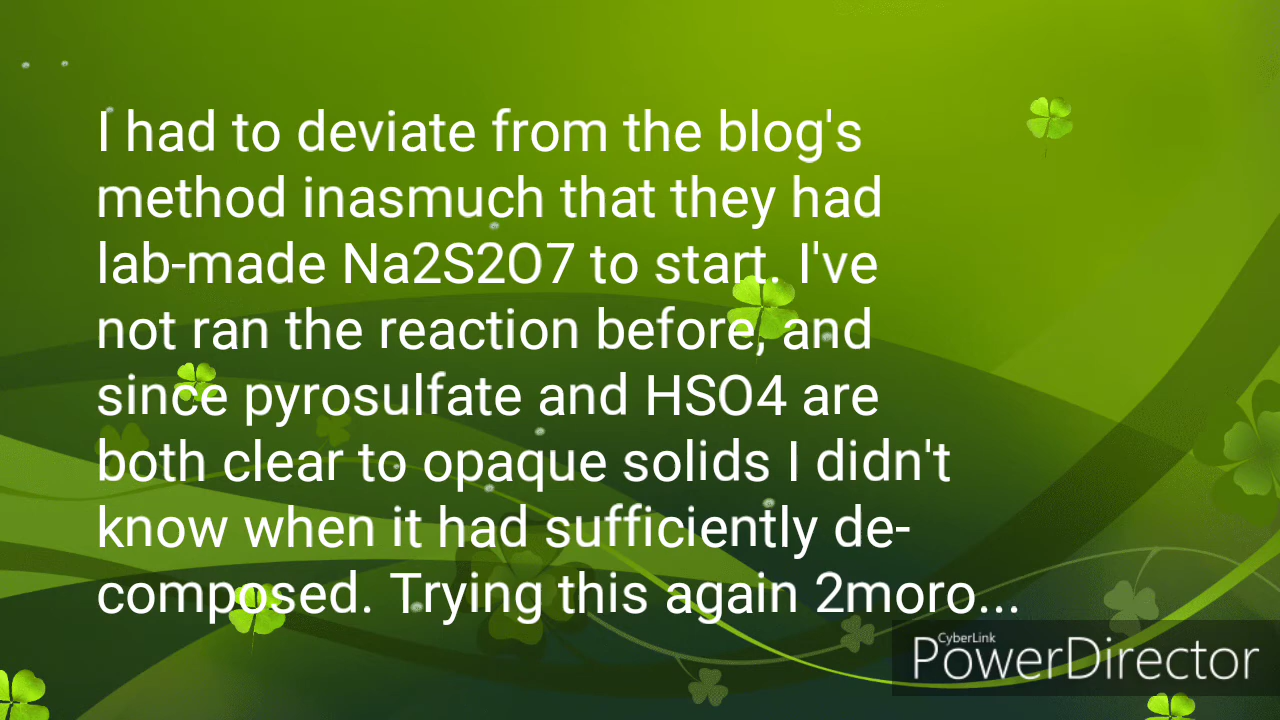 I had to deviate from the blog's
method inasmuch that they had
lab-made Na2S2O7 to start. I've
not ran the reaction before, and
since pyrosulfate and HSO4 are
both clear to opaque solids I didn't
know when it had sufficiently de-
composed. Trying this again 2moro...
CyberLink
PowerDirector